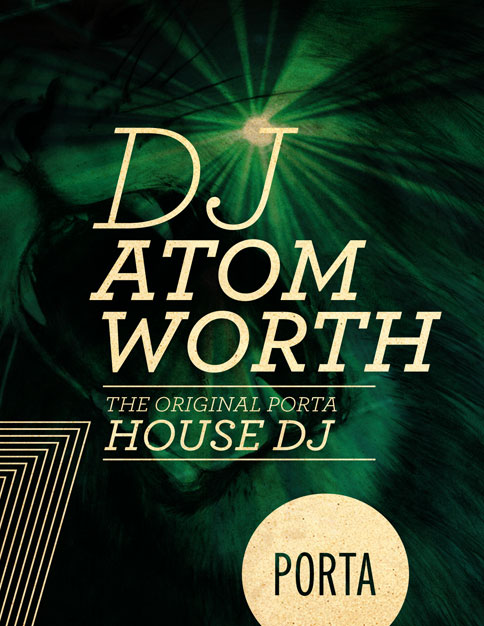 DJ
ATOM
WORTH
THE ORIGINAL PORTA
HOUSE DJ
PORTA